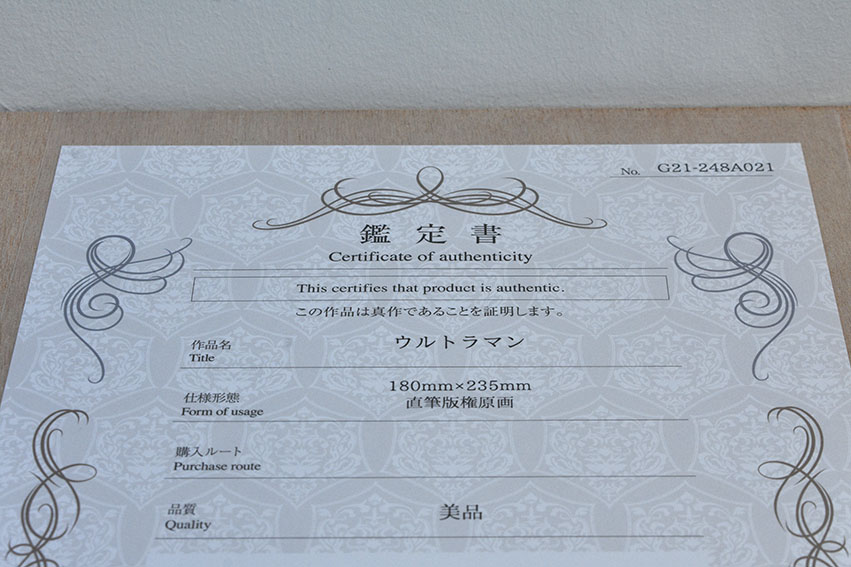 No. G21-248A021
鑑定書
Certificate of authenticity
This certifies that product is authentic.
この作品は真作であることを証明します。
作品名 ウルトラマン
Title
180mm×235mm
仕様形態 直筆版権原画
Form of usage
購入ルート
Purchase route
品質 美品
Quality